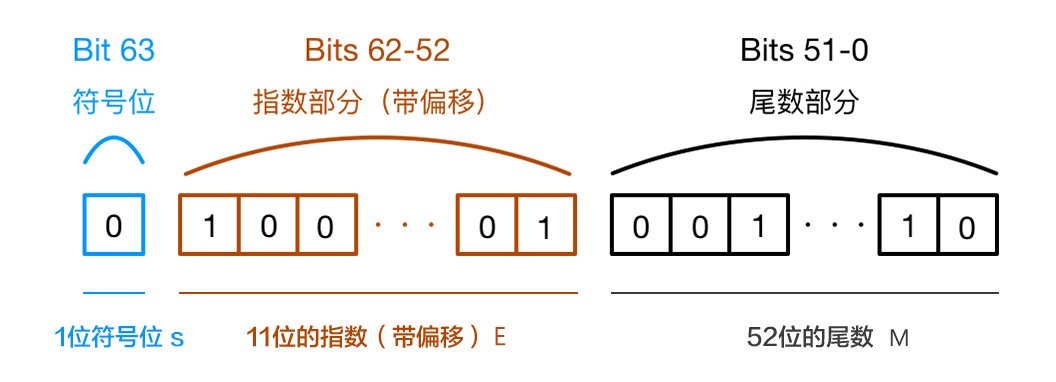 Bit 63 Bits 62-52 Bits 51-0
符号位 指数部分（带偏移） 尾数部分
0 1 0 0 · · · 0 1 0 0 1 · · · 1 0
1位符号位 s 11位的指数（带偏移）E 52位的尾数 M